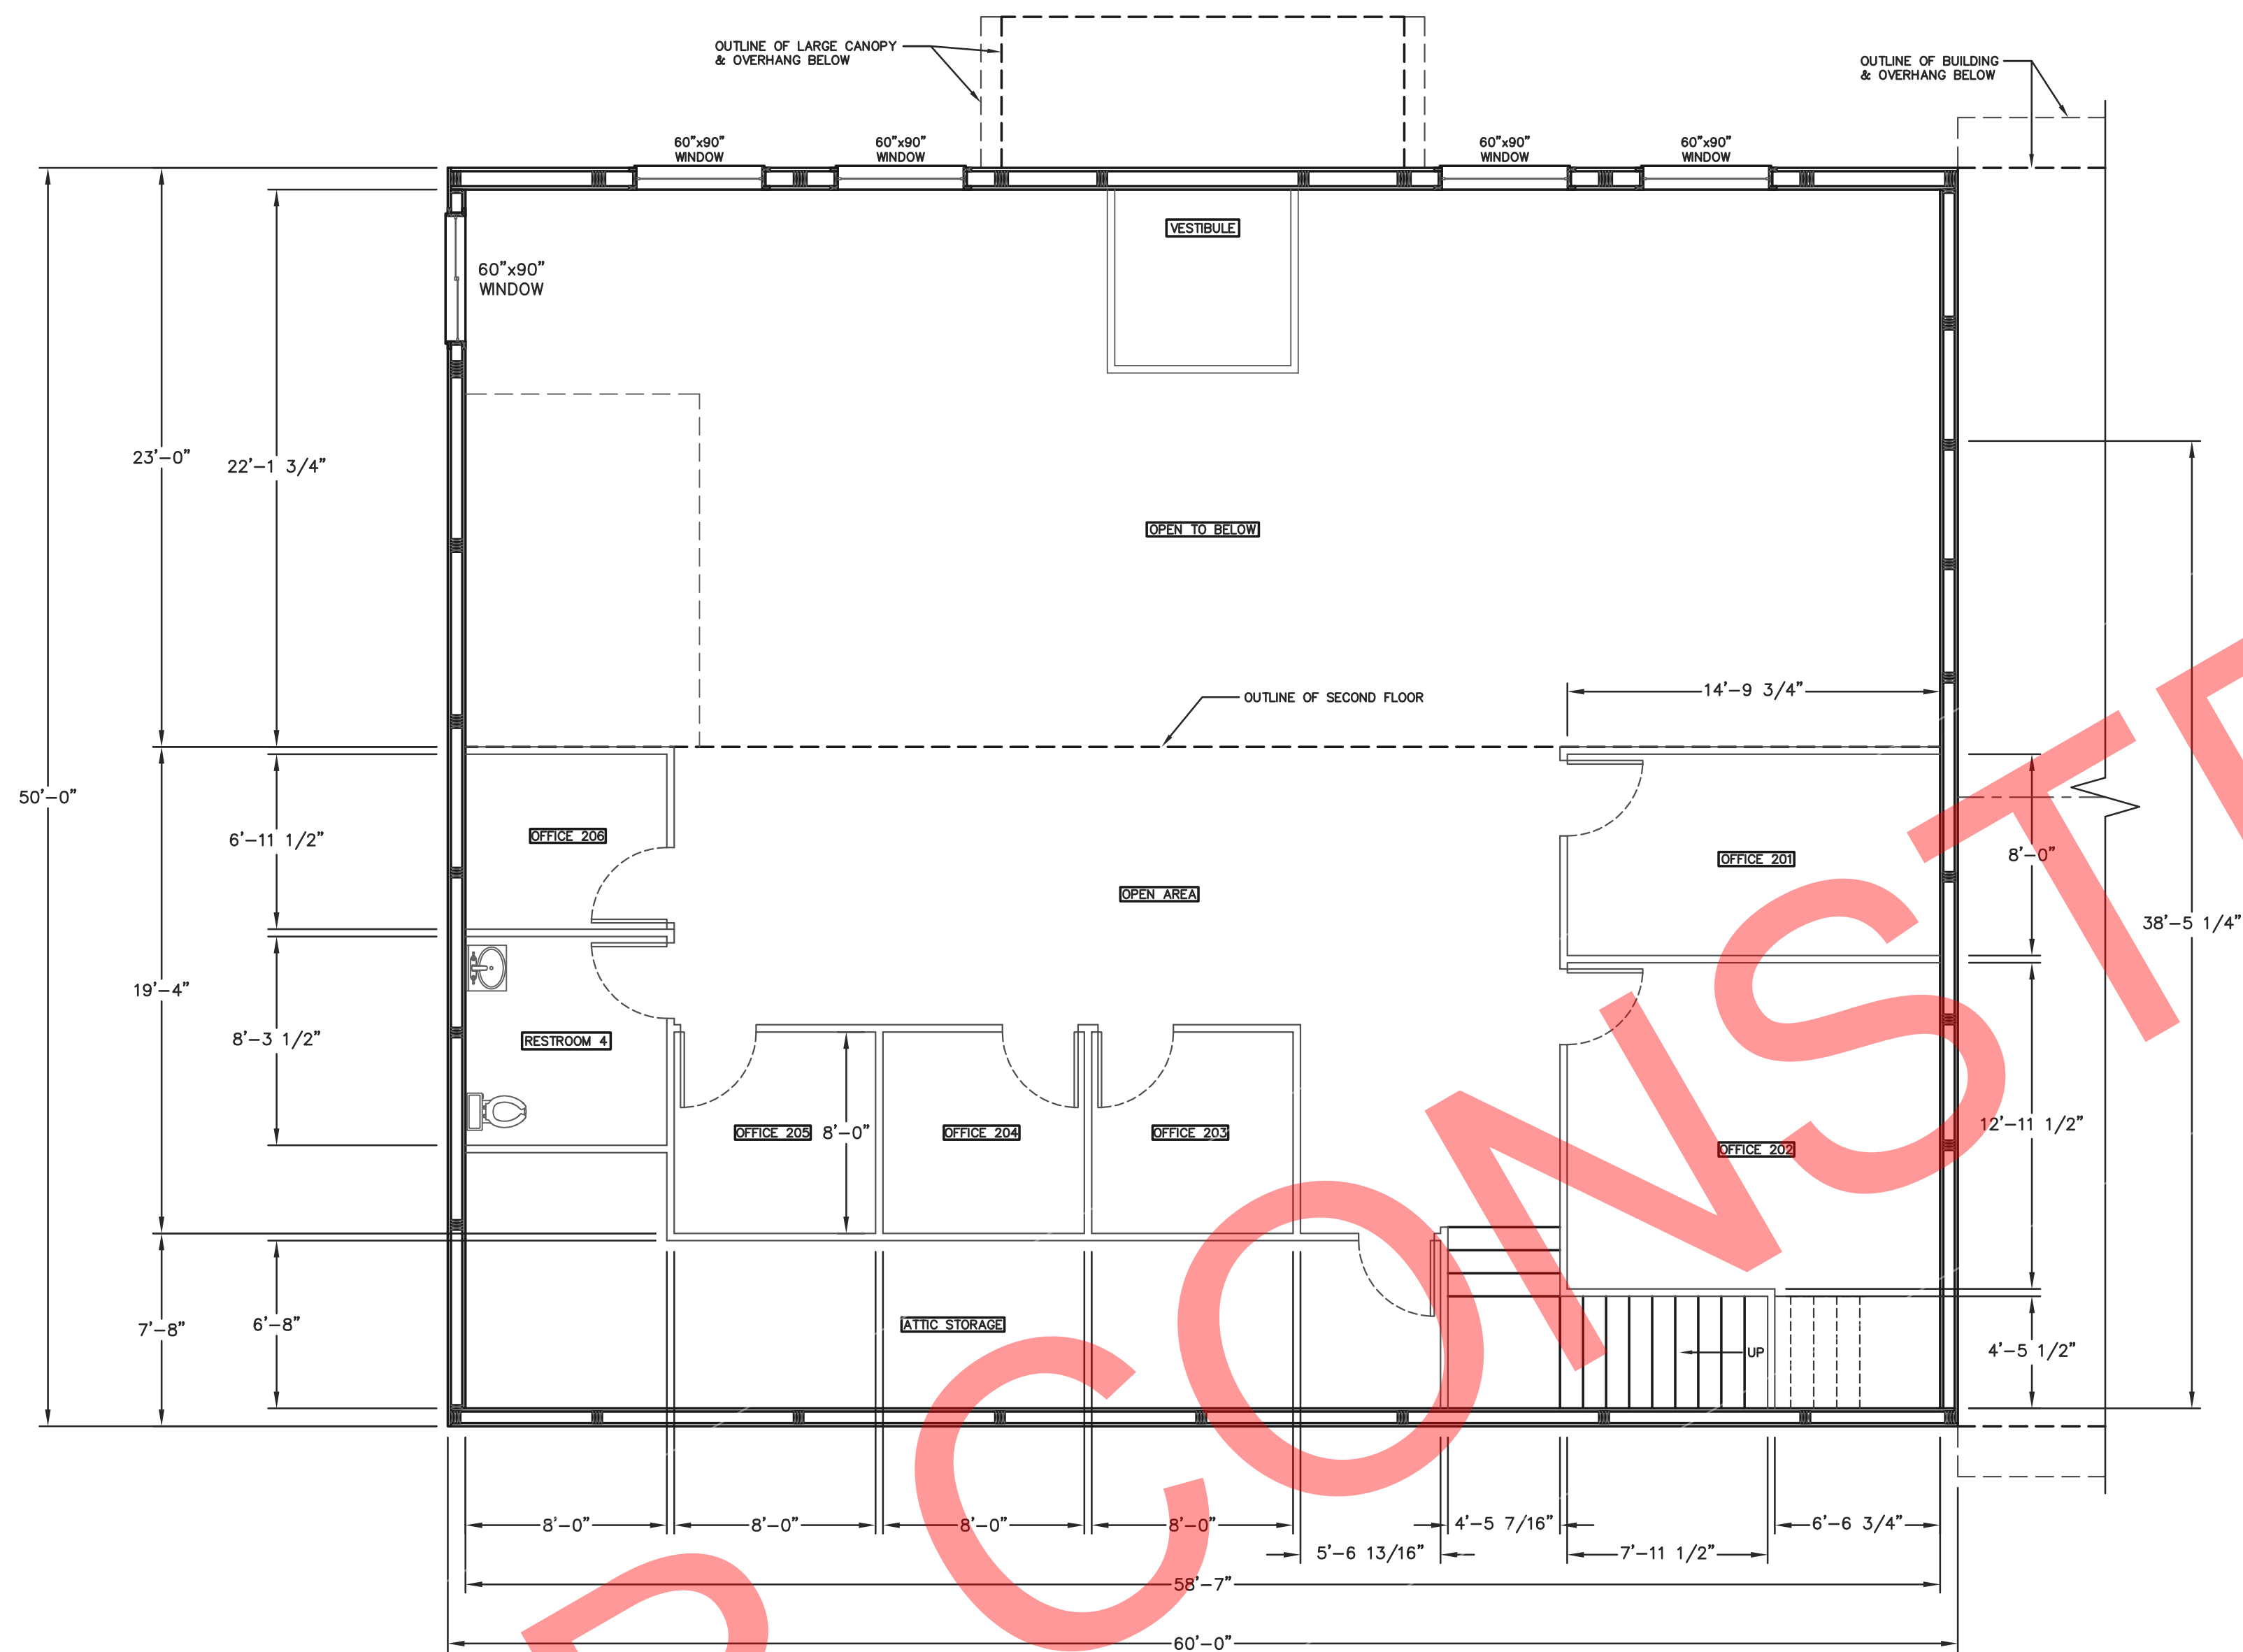 OUTLINE OF LARGE CANOPY
& OVERHANG BELOW
OUTLINE OF BUILDING
& OVERHANG BELOW
60"x90"
WINDOW
60"x90"
WINDOW
60"x90"
WINDOW
60"x90"
WINDOW
VESTIBULE
60"x90"
WINDOW
23'-0"
22'-1 3/4"
OPEN TO BELOW
14'-9 3/4"
OUTLINE OF SECOND FLOOR
50'-0"
6'-11 1/2"
OFFICE 206
OFFICE 201
8'-0"
OPEN AREA
38'-5 1/4"
19'-4"
8'-3 1/2"
RESTROOM 4
OFFICE 205
8'-0"
OFFICE 204
OFFICE 203
OFFICE 202
12'-11 1/2"
7'-8"
6'-8"
ATTIC STORAGE
UP
4'-5 1/2"
8'-0"
8'-0"
8'-0"
8'-0"
4'-5 7/16"
6'-6 3/4"
5'-6 13/16"
7'-11 1/2"
58'-7"
60'-0"
CONST